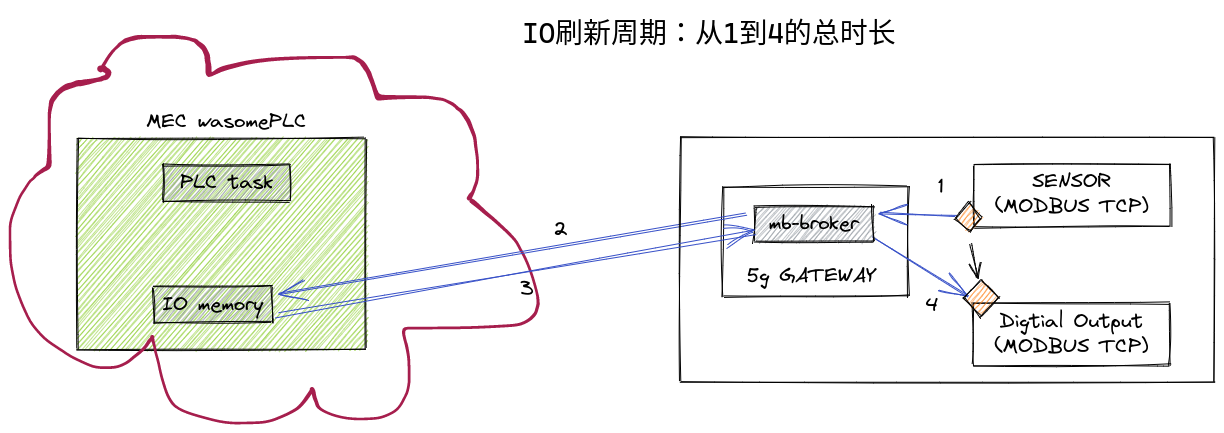 IO刷新周期：从1到4的总时长
MEC wasomePLC
PLC task
IO memory
2
3
mb-broker
5g GATEWAY
1
SENSOR
(MODBUS TCP)
4
Digtial Output
(MODBUS TCP)